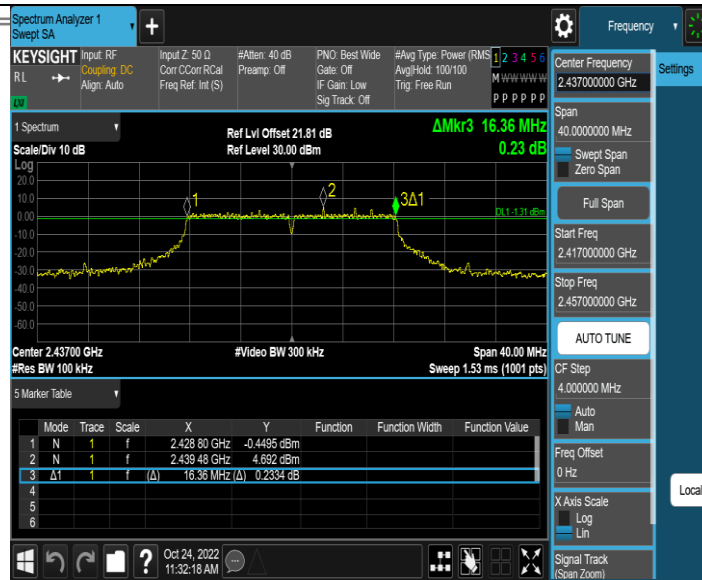 Spectrum Analyzer 1
Swept SA
Frequency
KEYSIGHT
RL
LXI
Input: RF
Coupling: DC
Align: Auto
Input Z: 50 Ω
Corr CCorr RCal
Freq Ref: Int (S)
#Atten: 40 dB
Preamp: Off
PNO: Best Wide
Gate: Off
IF Gain: Low
Sig Track: Off
#Avg Type: Power (RMS
Avg|Hold: 100/100
Trig: Free Run
1 2 3 4 5 6
M W W W W W
P P P P P P
1 Spectrum
Scale/Div 10 dB
Ref Lvl Offset 21.81 dB
Ref Level 30.00 dBm
ΔMkr3 16.36 MHz
0.23 dB
Log
20.0
10.0
0.00
-10.0
-20.0
-30.0
-40.0
-50.0
-60.0
1
2
3Δ1
DL1 -1.31 dBm
Center 2.43700 GHz
#Res BW 100 kHz
#Video BW 300 kHz
Span 40.00 MHz
Sweep 1.53 ms (1001 pts)
5 Marker Table
Mode Trace Scale X Y Function Function Width Function Value
1 N 1 f 2.428 80 GHz -0.4495 dBm
2 N 1 f 2.439 48 GHz 4.692 dBm
3 Δ1 1 f (Δ) 16.36 MHz (Δ) 0.2334 dB
4
5
6
Oct 24, 2022
11:32:18 AM
Center Frequency
2.437000000 GHz
Settings
Span
40.0000000 MHz
Swept Span
Zero Span
Full Span
Start Freq
2.417000000 GHz
Stop Freq
2.457000000 GHz
AUTO TUNE
CF Step
4.000000 MHz
Auto
Man
Freq Offset
0 Hz
Local
X Axis Scale
Log
Lin
Signal Track
(Span Zoom)